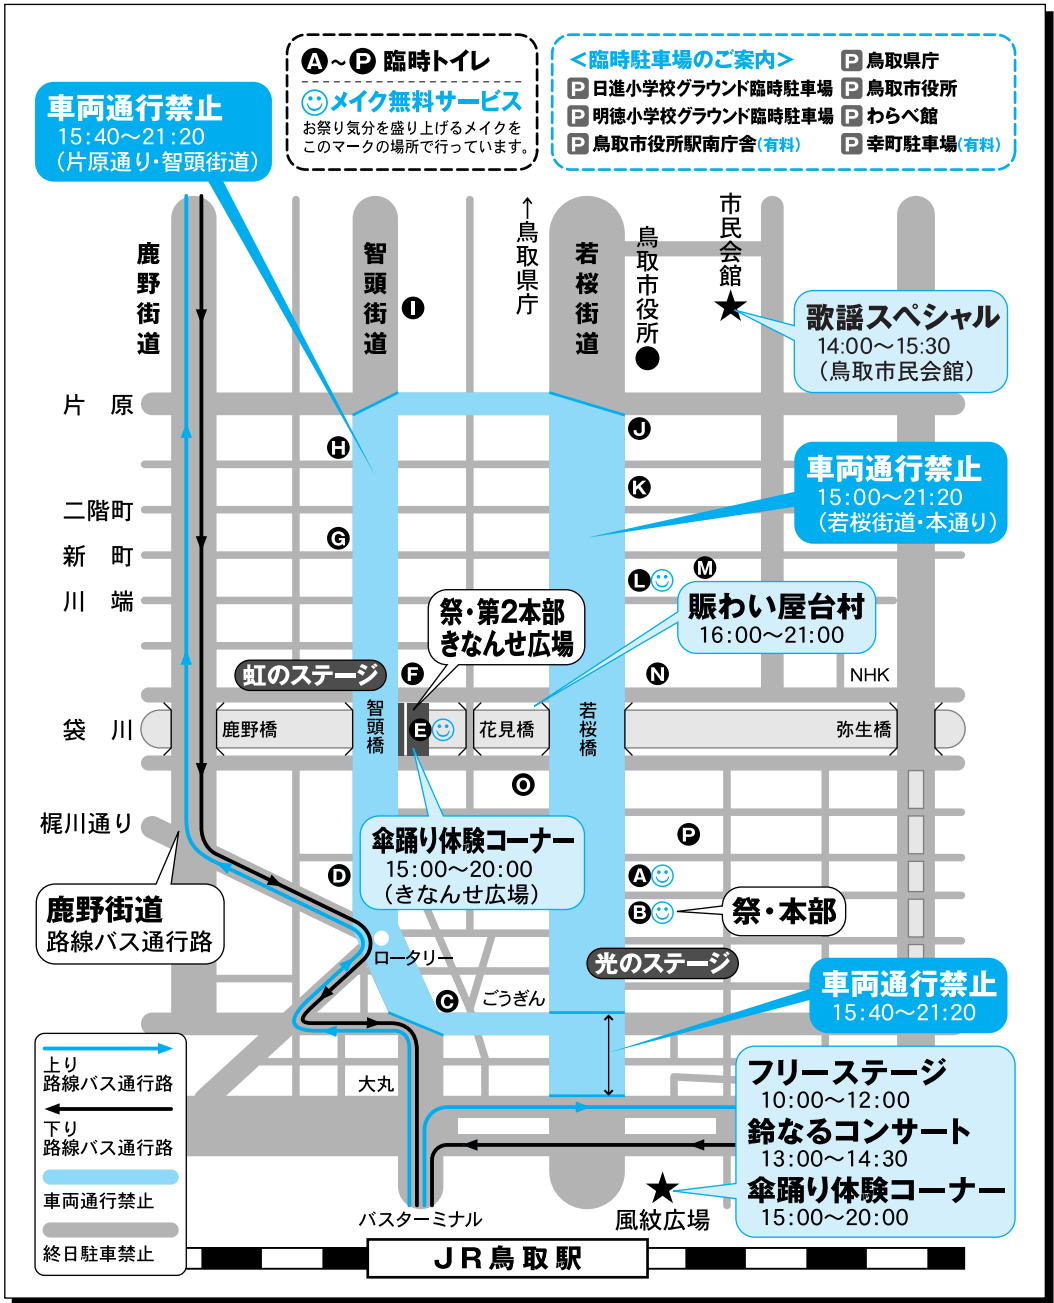 車両通行禁止
15:40〜21:20
(片原通り・智頭街道)
A〜P 臨時トイレ
メイク無料サービス
お祭り気分を盛り上げるメイクを
このマークの場所で行っています。
<臨時駐車場のご案内>
P 日進小学校グラウンド臨時駐車場
P 明徳小学校グラウンド臨時駐車場
P 鳥取市役所駅南庁舎(有料)
P 鳥取県庁
P 鳥取市役所
P わらべ館
P 幸町駐車場(有料)
鹿野街道
智頭街道
↑鳥取県庁
若桜街道
鳥取市役所
市民会館
I
歌謡スペシャル
14:00〜15:30
(鳥取市民会館)
片原
H
J
車両通行禁止
15:00〜21:20
(若桜街道・本通り)
K
二階町
G
新町
L
M
川端
祭・第2本部
きなんせ広場
賑わい屋台村
16:00〜21:00
虹のステージ
F
N
NHK
袋川
鹿野橋
智頭橋
E
花見橋
若桜橋
弥生橋
O
梶川通り
傘踊り体験コーナー
15:00〜20:00
(きなんせ広場)
P
D
A
鹿野街道
路線バス通行路
B
祭・本部
ロータリー
光のステージ
C
ごうぎん
車両通行禁止
15:40〜21:20
大丸
上り
路線バス通行路
下り
路線バス通行路
車両通行禁止
終日駐車禁止
フリーステージ
10:00〜12:00
鈴なるコンサート
13:00〜14:30
傘踊り体験コーナー
15:00〜20:00
バスターミナル
風紋広場
JR鳥取駅